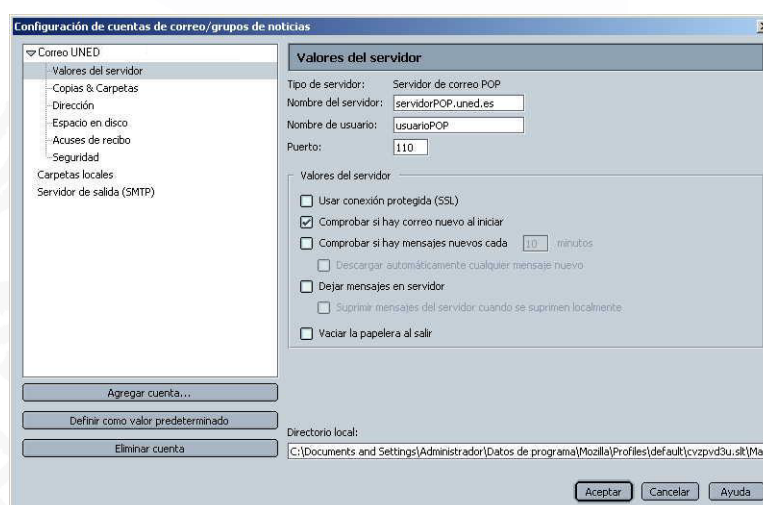 Configuración de cuentas de correo/grupos de noticias
Correo UNED
Valores del servidor
Copias & Carpetas
Dirección
Espacio en disco
Acuses de recibo
Seguridad
Carpetas locales
Servidor de salida (SMTP)
Agregar cuenta...
Definir como valor predeterminado
Eliminar cuenta
Valores del servidor
Tipo de servidor: Servidor de correo POP
Nombre del servidor: servidorPOP.uned.es
Nombre de usuario: usuarioPOP
Puerto: 110
Valores del servidor
Usar conexión protegida (SSL)
Comprobar si hay correo nuevo al iniciar
Comprobar si hay mensajes nuevos cada 10 minutos
Descargar automáticamente cualquier mensaje nuevo
Dejar mensajes en servidor
Suprimir mensajes del servidor cuando se suprimen localmente
Vaciar la papelera al salir
Directorio local:
C:\Documents and Settings\Administrador\Datos de programa\Mozilla\Profiles\default\cvzpvd3u.slt\Ma
Aceptar Cancelar Ayuda